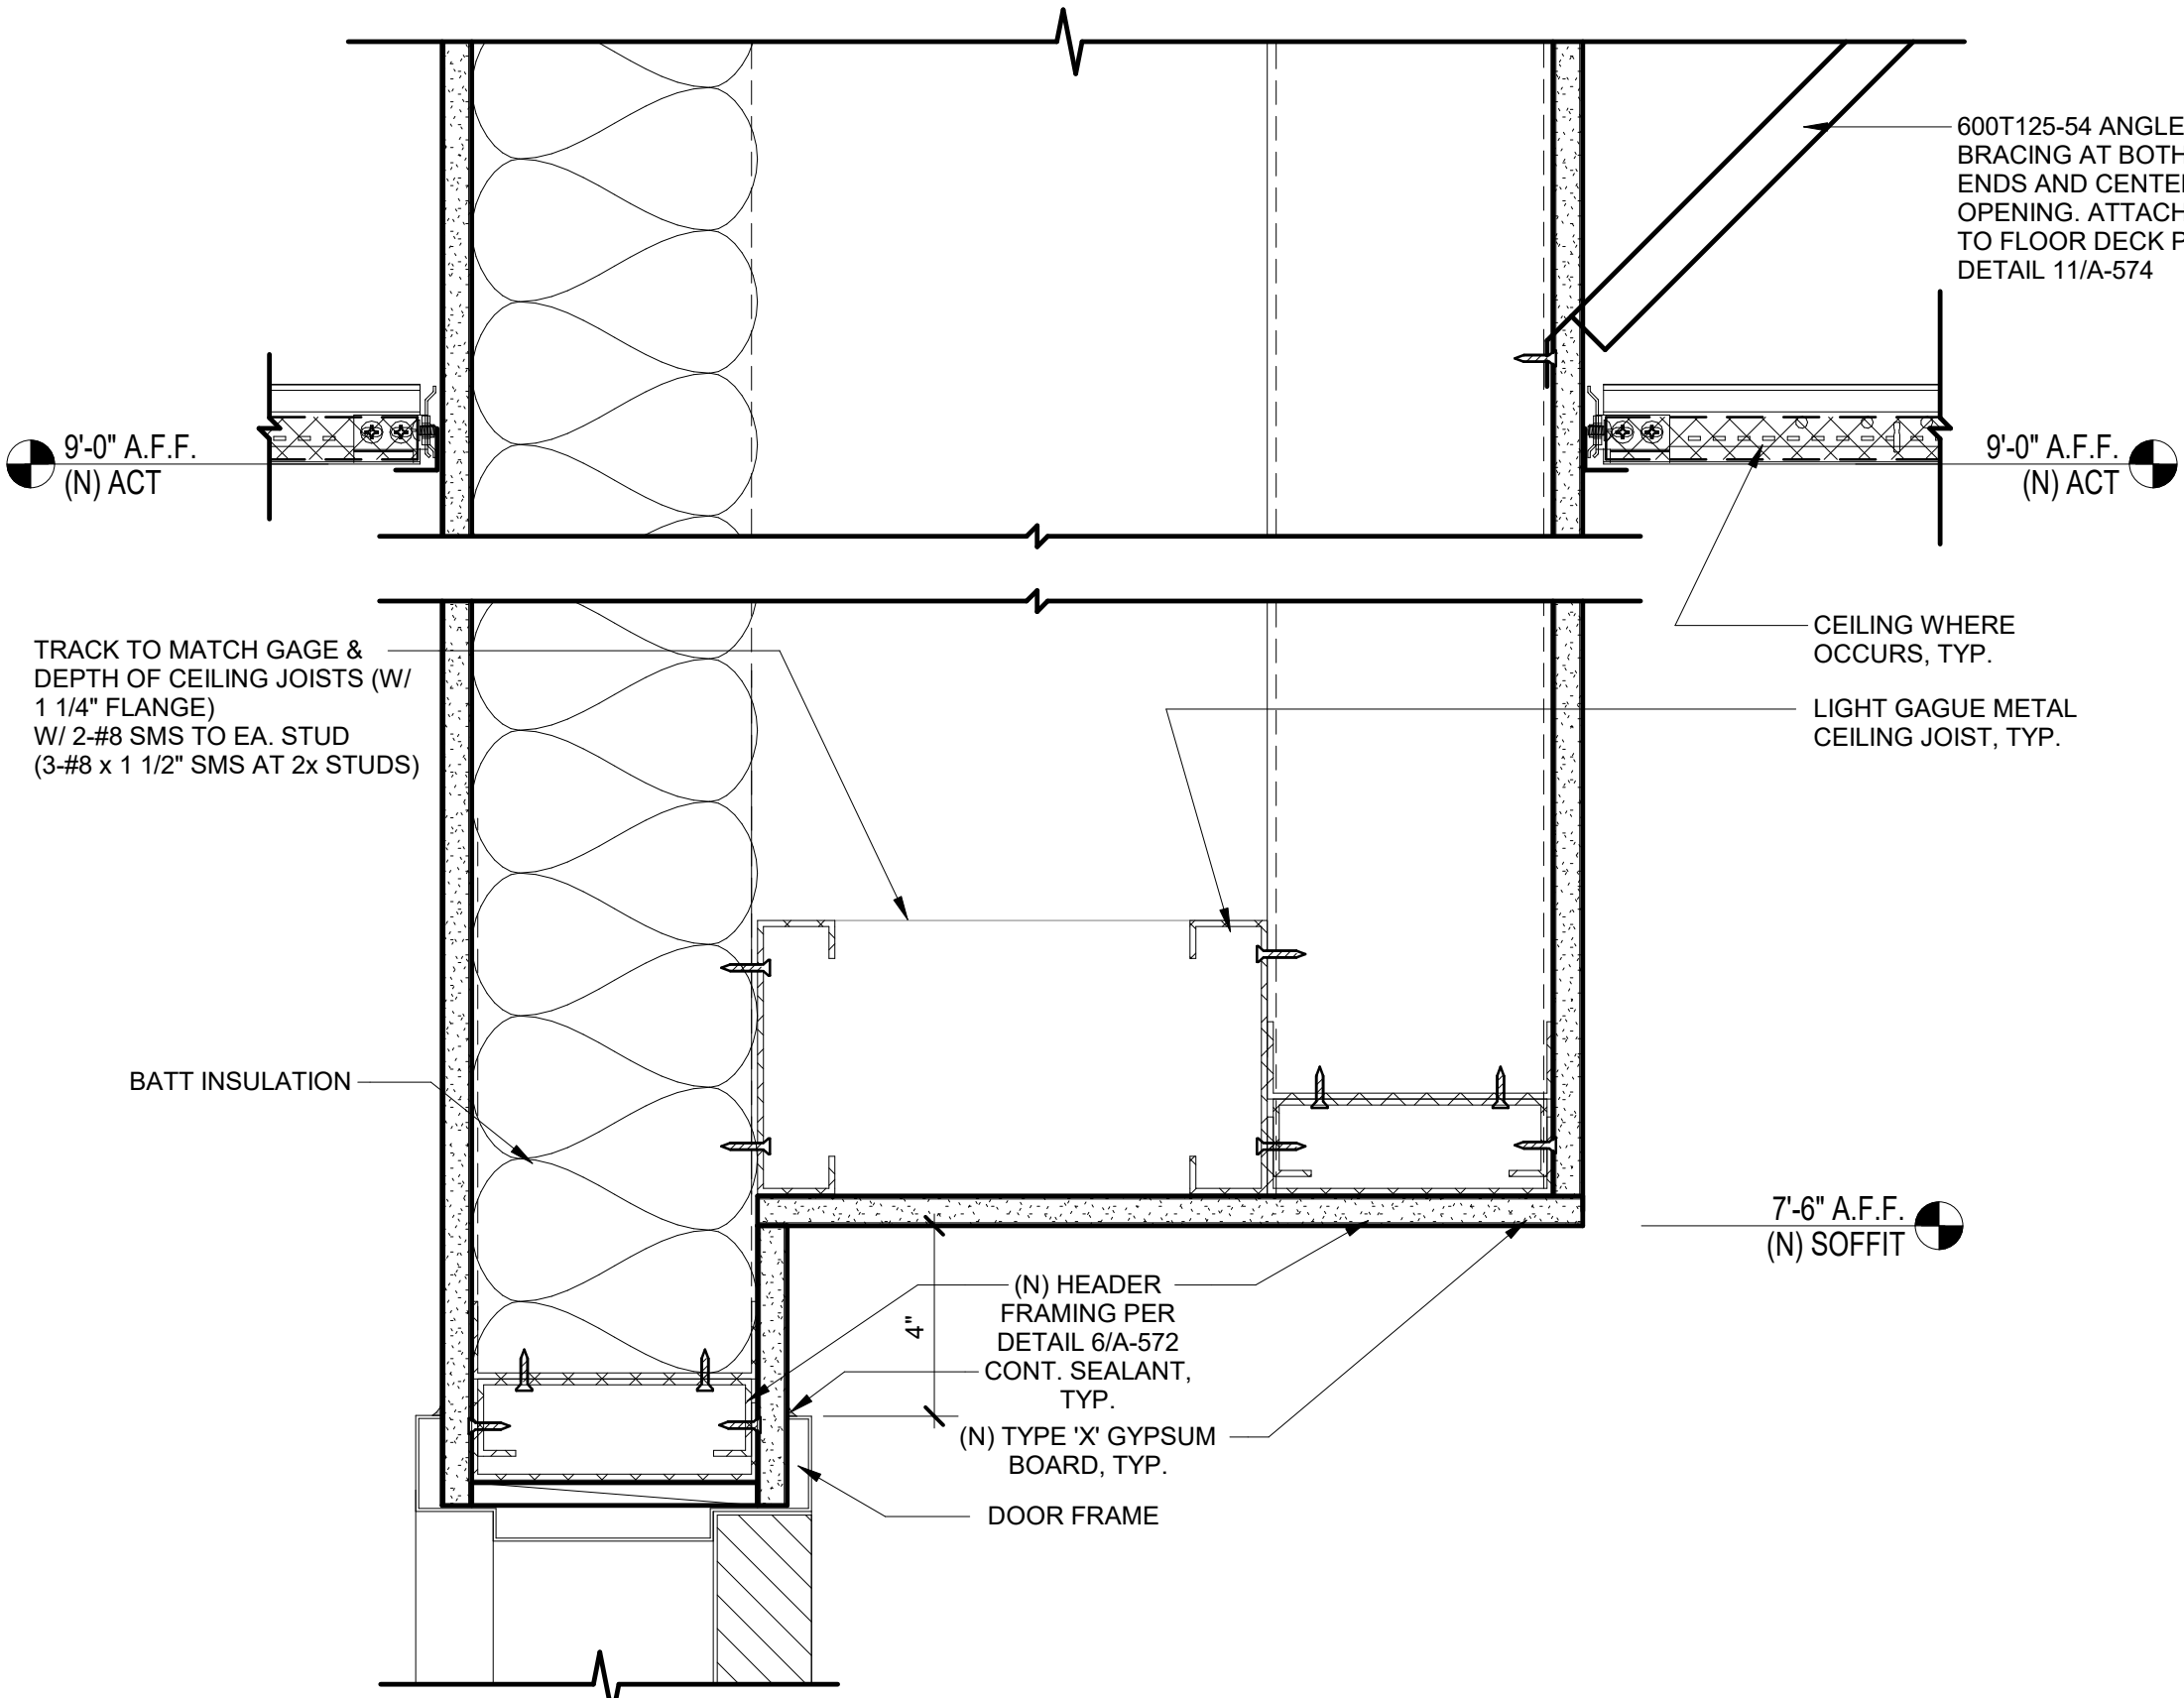 600T125-54 ANGLE
BRACING AT BOTH
ENDS AND
OPENING. ATTACH
TO FLOOR DECK
DETAIL 11/A-574
9'-0" A.F.F.
(N) ACT
9'-0" A.F.F.
(N) ACT
CEILING WHERE
OCCURS, TYP.
TRACK TO MATCH GAGE &
DEPTH OF CEILING JOISTS (W/
1 1/4" FLANGE)
W/ 2-#8 SMS TO EA. STUD
(3-#8 x 1 1/2" SMS AT 2x STUDS)
LIGHT GAGUE METAL
CEILING JOIST, TYP.
BATT INSULATION
7'-6" A.F.F.
(N) SOFFIT
(N) HEADER
FRAMING PER
DETAIL 6/A-572
4"
CONT. SEALANT,
TYP.
(N) TYPE 'X' GYPSUM
BOARD, TYP.
DOOR FRAME